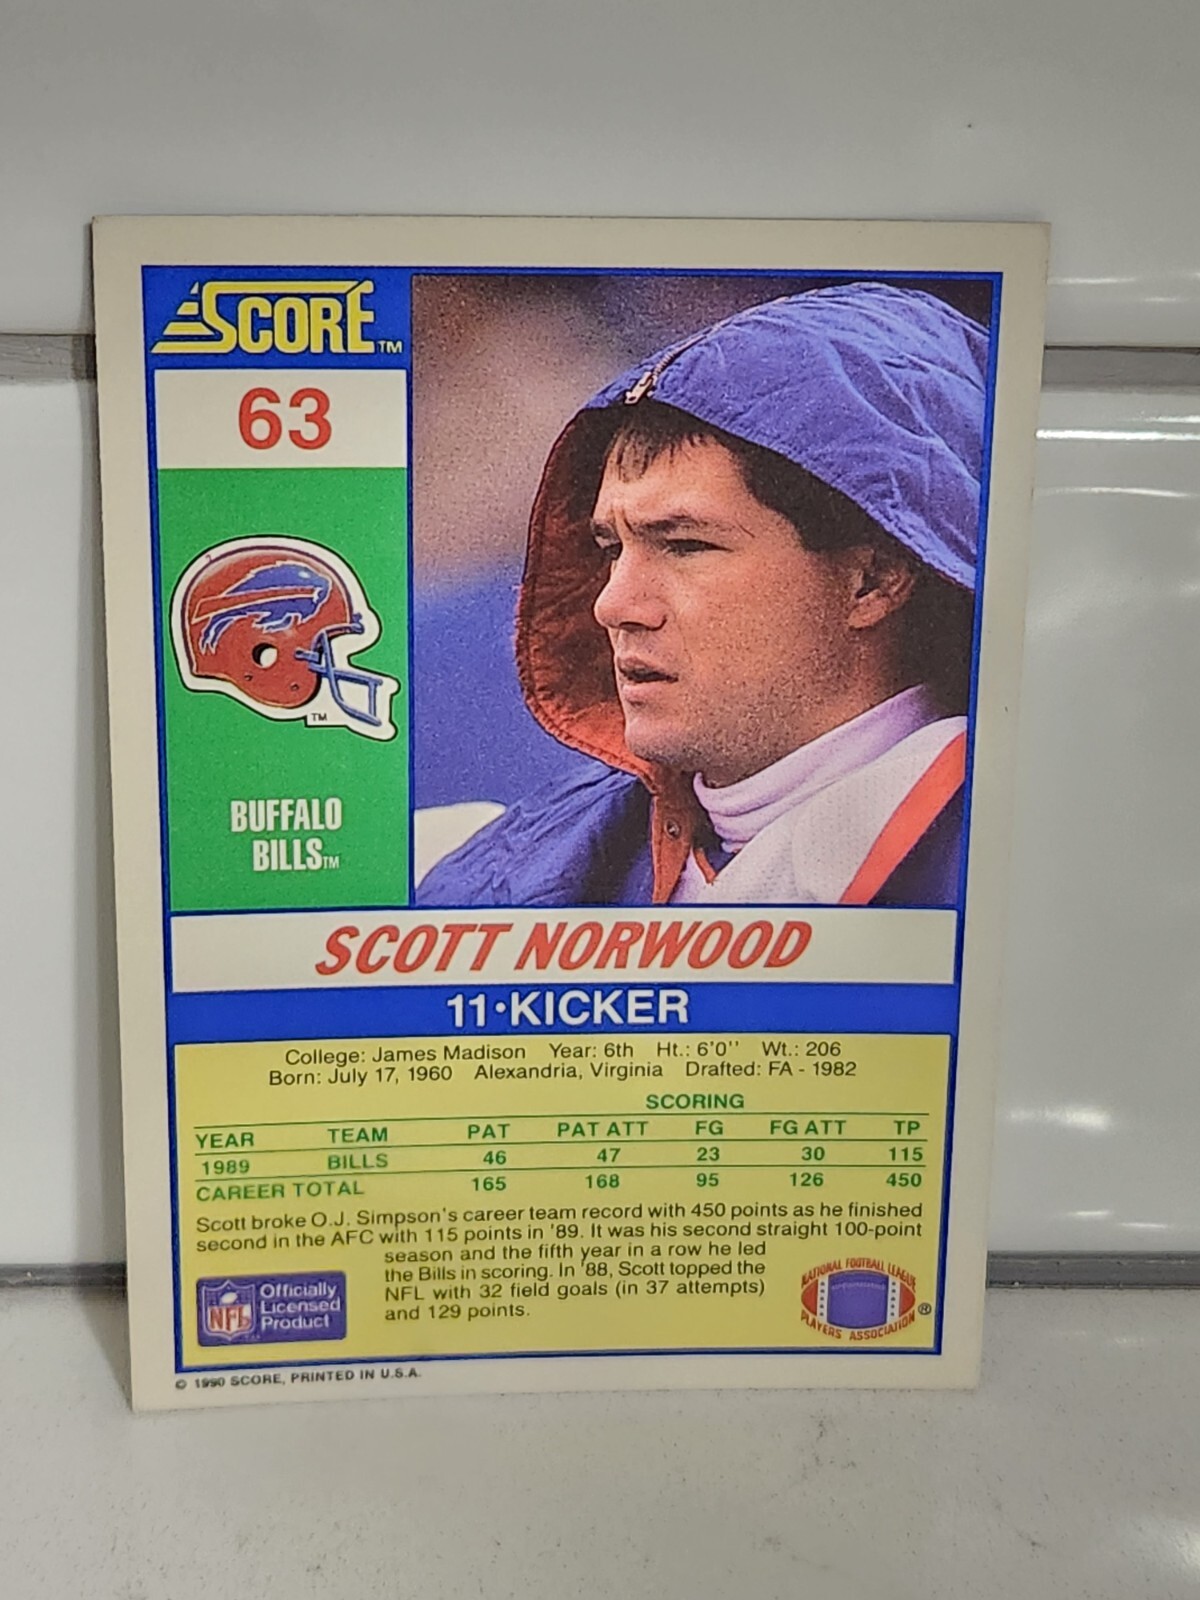 SCORE™
63
BUFFALO
BILLS™
SCOTT NORWOOD
11•KICKER
College: James Madison Year: 6th Ht.: 6'0'' Wt.: 206
Born: July 17, 1960 Alexandria, Virginia Drafted: FA - 1982
SCORING
YEAR TEAM PAT PAT ATT FG FG ATT TP
1989 BILLS 46 47 23 30 115
CAREER TOTAL 165 168 95 126 450
Scott broke O.J. Simpson's career team record with 450 points as he finished
second in the AFC with 115 points in '89. It was his second straight 100-point
season and the fifth year in a row he led
the Bills in scoring. In '88, Scott topped the
NFL with 32 field goals (in 37 attempts)
and 129 points.
NFL
Officially
Licensed
Product
NATIONAL FOOTBALL LEAGUE
PLAYERS ASSOCIATION ®
© 1990 SCORE, PRINTED IN U.S.A.